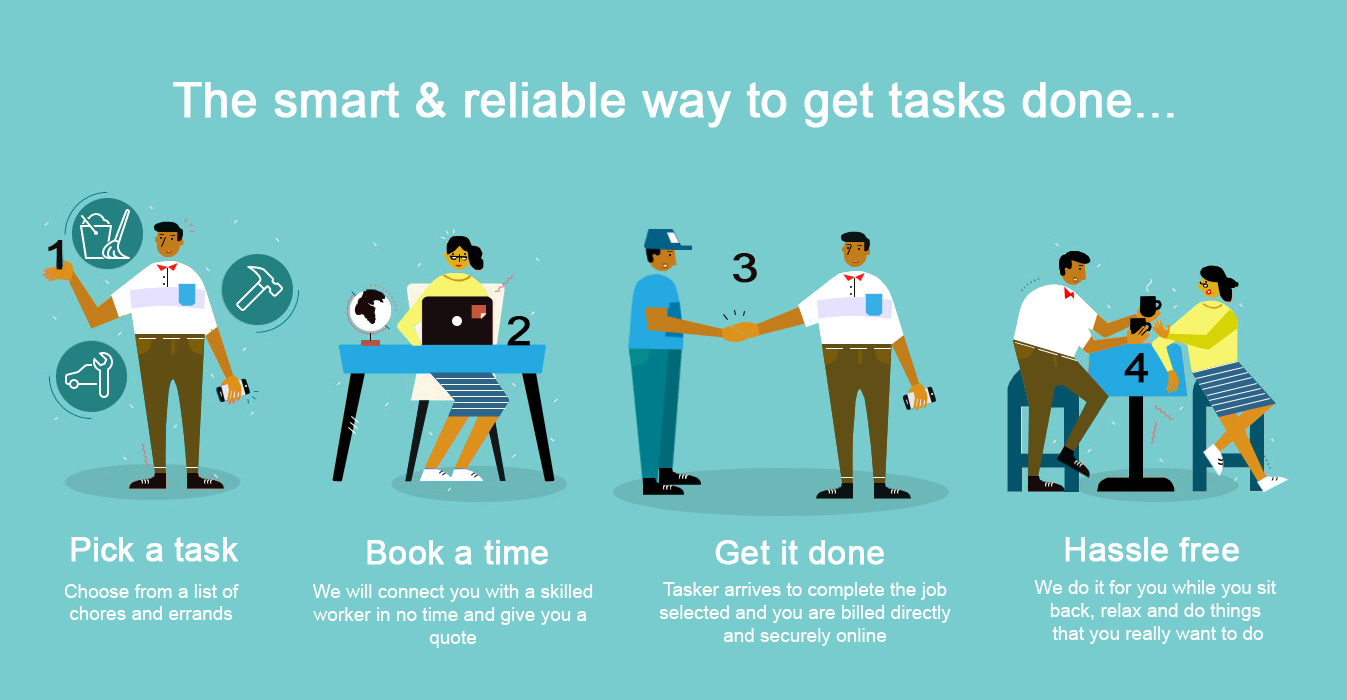 The smart & reliable way to get tasks done...
1
2
3
4
Pick a task
Choose from a list of
chores and errands
Book a time
We will connect you with a skilled
worker in no time and give you a
quote
Get it done
Tasker arrives to complete the job
selected and you are billed directly
and securely online
Hassle free
We do it for you while you sit
back, relax and do things
that you really want to do